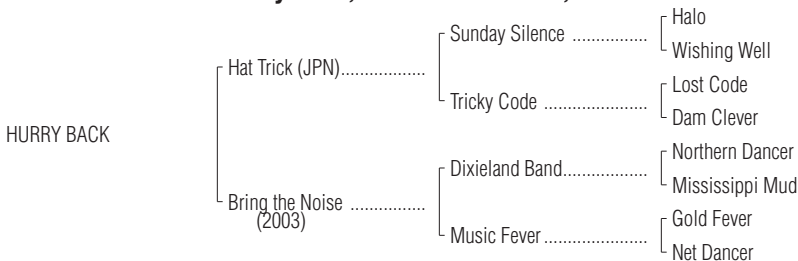 Halo
Sunday Silence ...............
Wishing Well
Hat Trick (JPN)..................
Lost Code
Tricky Code ....................
Dam Clever
HURRY BACK
Northern Dancer
Dixieland Band................
Mississippi Mud
Bring the Noise ................
(2003)
Gold Fever
Music Fever ....................
Net Dancer